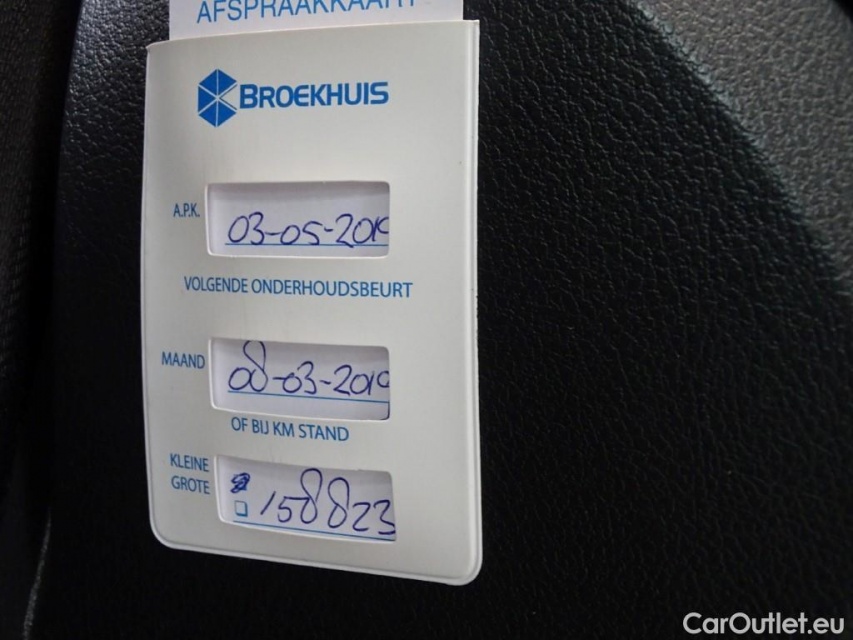 AFSPRAAKKAART
BROEKHUIS
A.P.K. 03-05-2019
VOLGENDE ONDERHOUDSBEURT
MAAND 08-03-2019
OF BIJ KM STAND
KLEINE
GROTE 158823
CarOutlet.eu